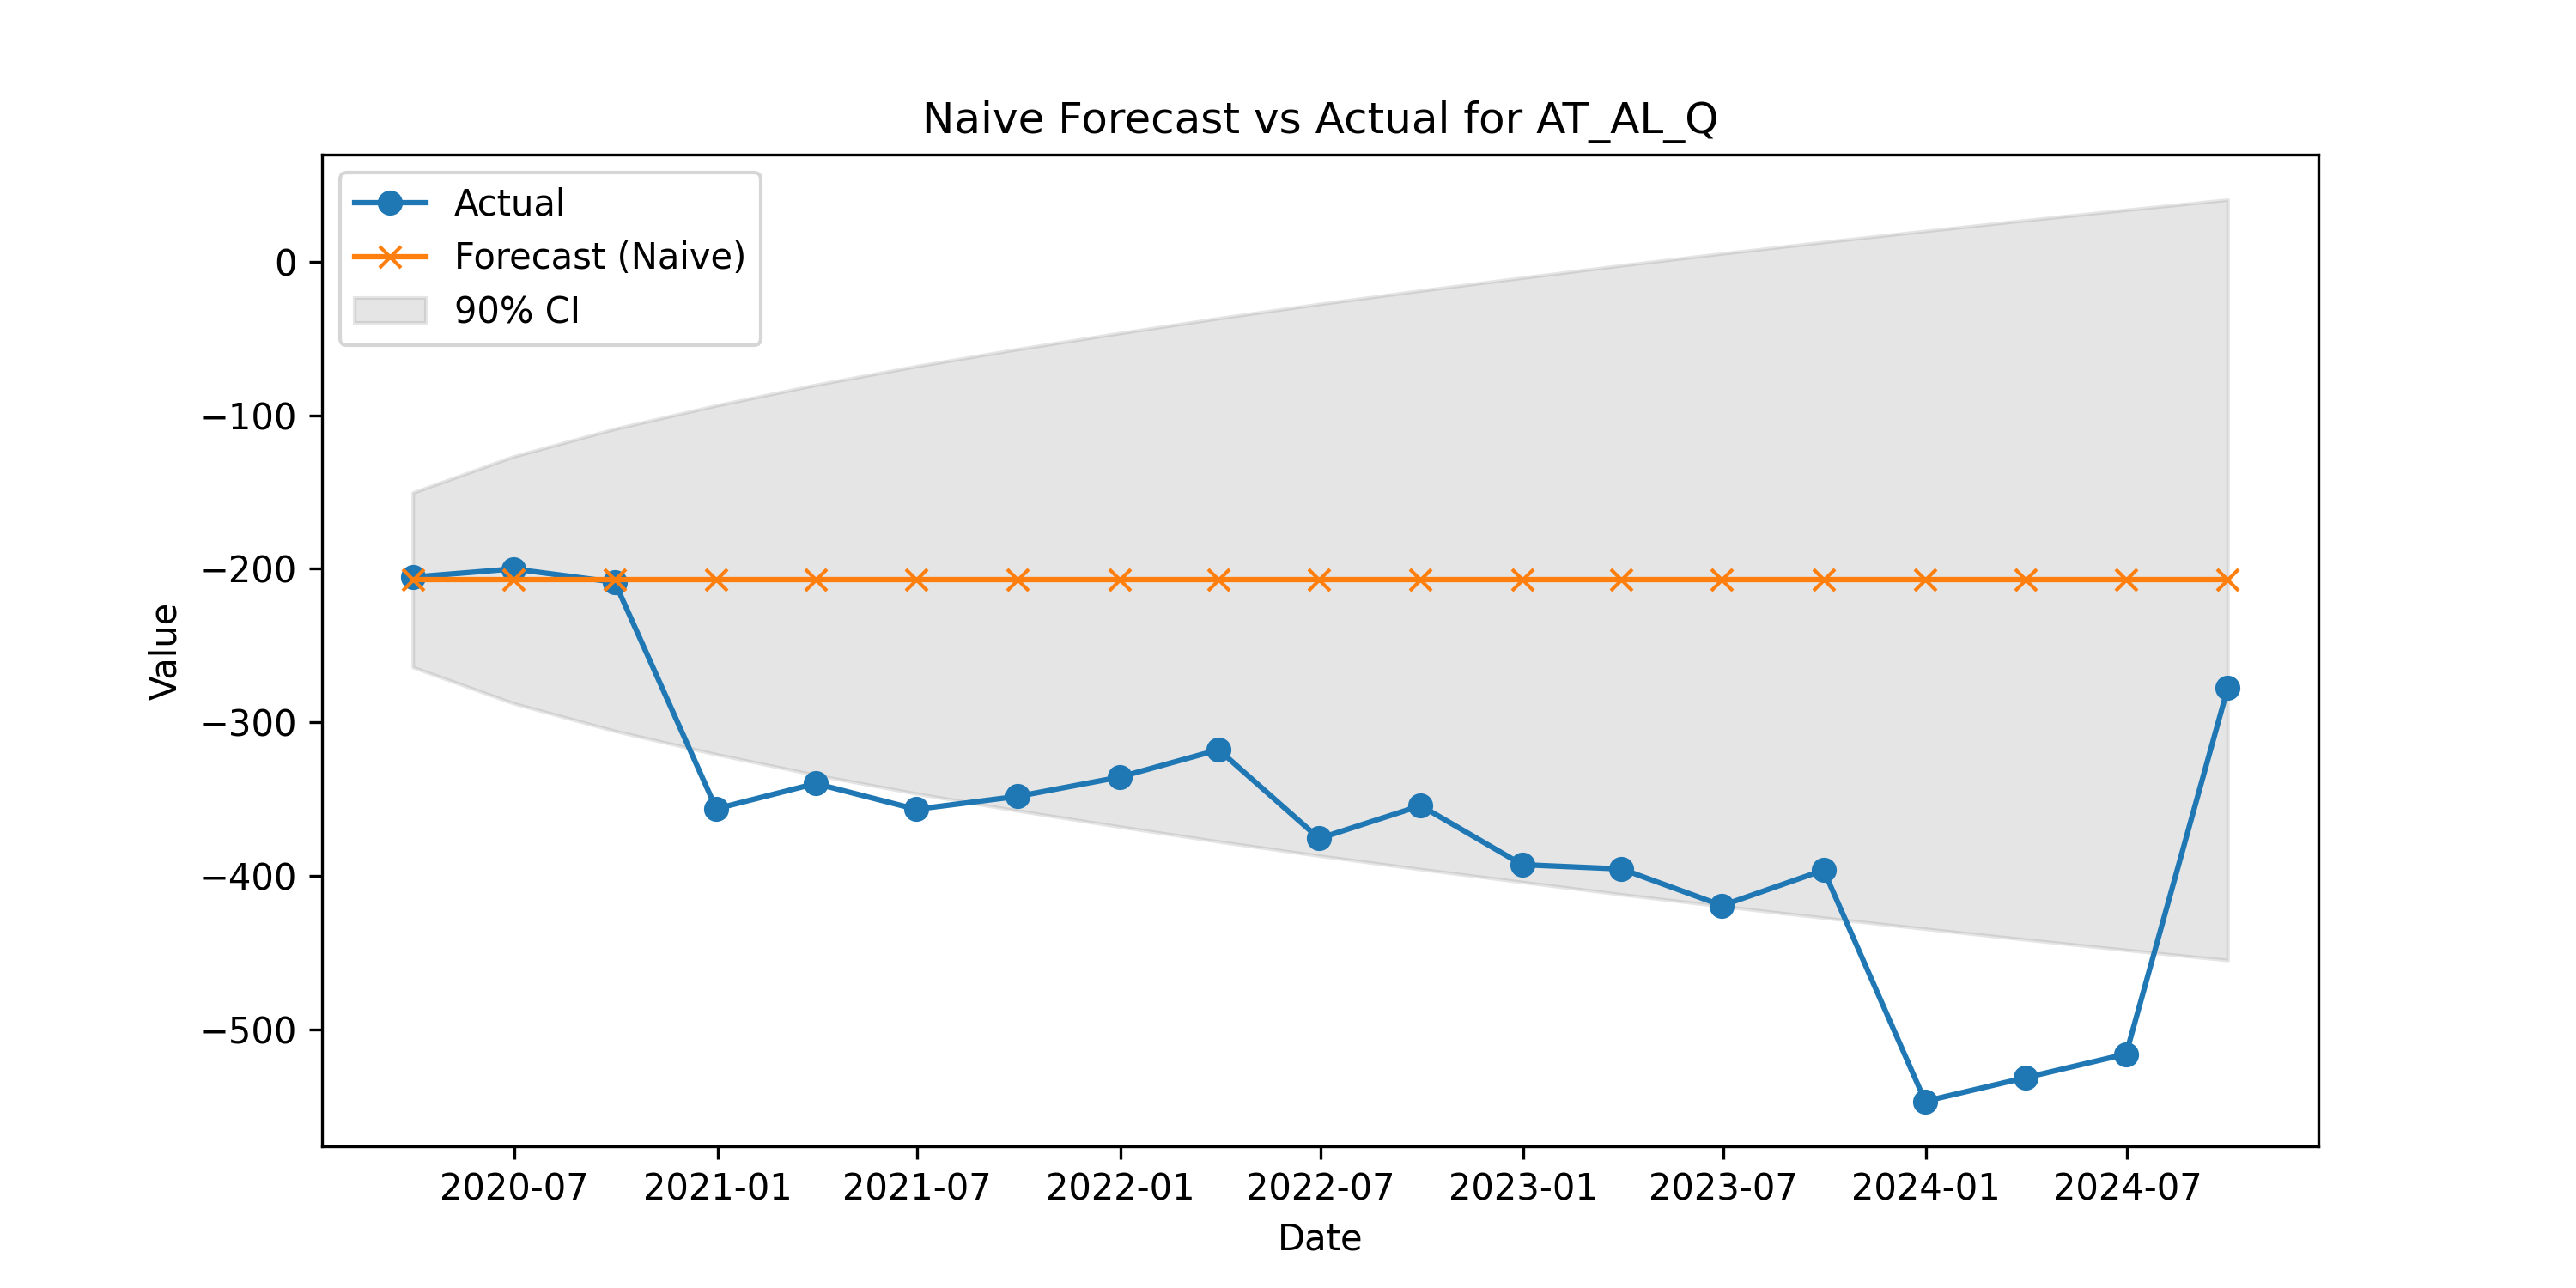 Naive Forecast vs Actual for AT_AL_Q
Actual
Forecast (Naive)
90% CI
Value
0
−100
−200
−300
−400
−500
2020-07 2021-01 2021-07 2022-01 2022-07 2023-01 2023-07 2024-01 2024-07
Date